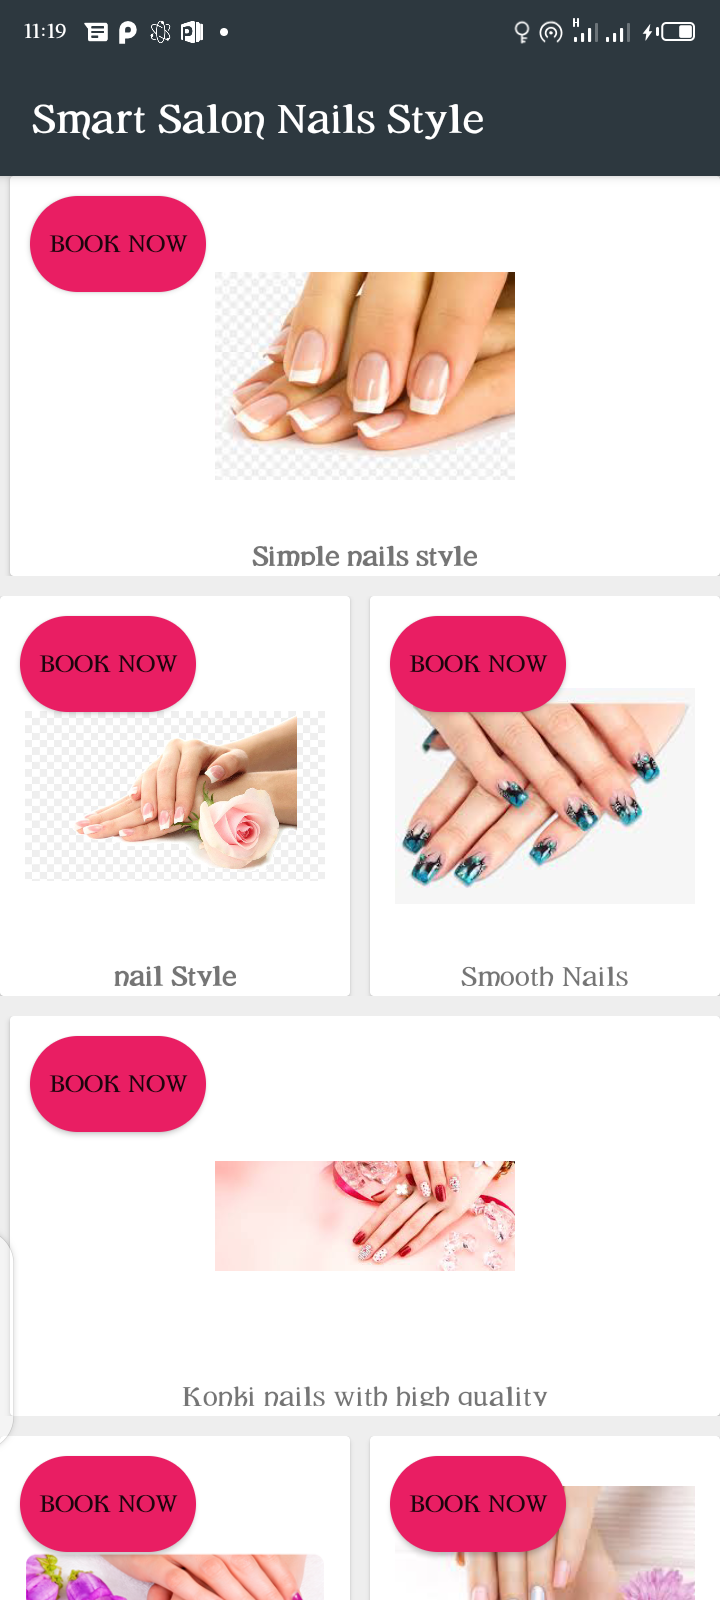 11:19
H
Smart Salon Nails Style
BOOK NOW
Simple nails style
BOOK NOW
BOOK NOW
nail Style
Smooth Nails
BOOK NOW
Konki nails with high quality
BOOK NOW
BOOK NOW